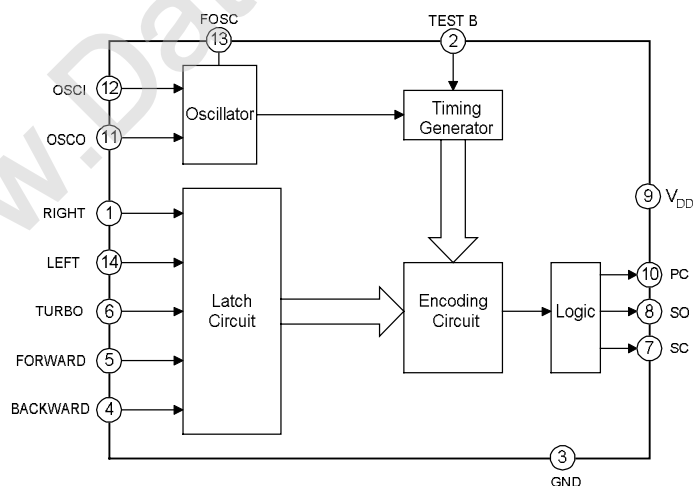 FOSC
13
TEST B
2
OSCI
12
OSCO
11
Oscillator
Timing
Generator
RIGHT
1
LEFT
14
TURBO
6
FORWARD
5
BACKWARD
4
Latch
Circuit
Encoding
Circuit
Logic
9
VDD
10
PC
8
SO
7
SC
3
GND
w.Dat